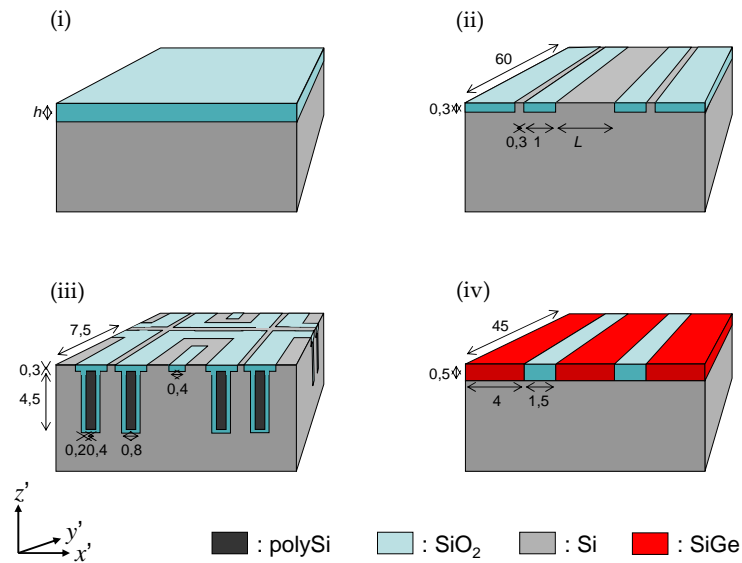 (i)
(ii)
h
60
0,3
0,3
1
L
(iii)
(iv)
7,5
0,3
4,5
0,4
0,2
0,4
0,8
45
0,5
4
1,5
z'
y'
x'
: polySi
: SiO₂
: Si
: SiGe